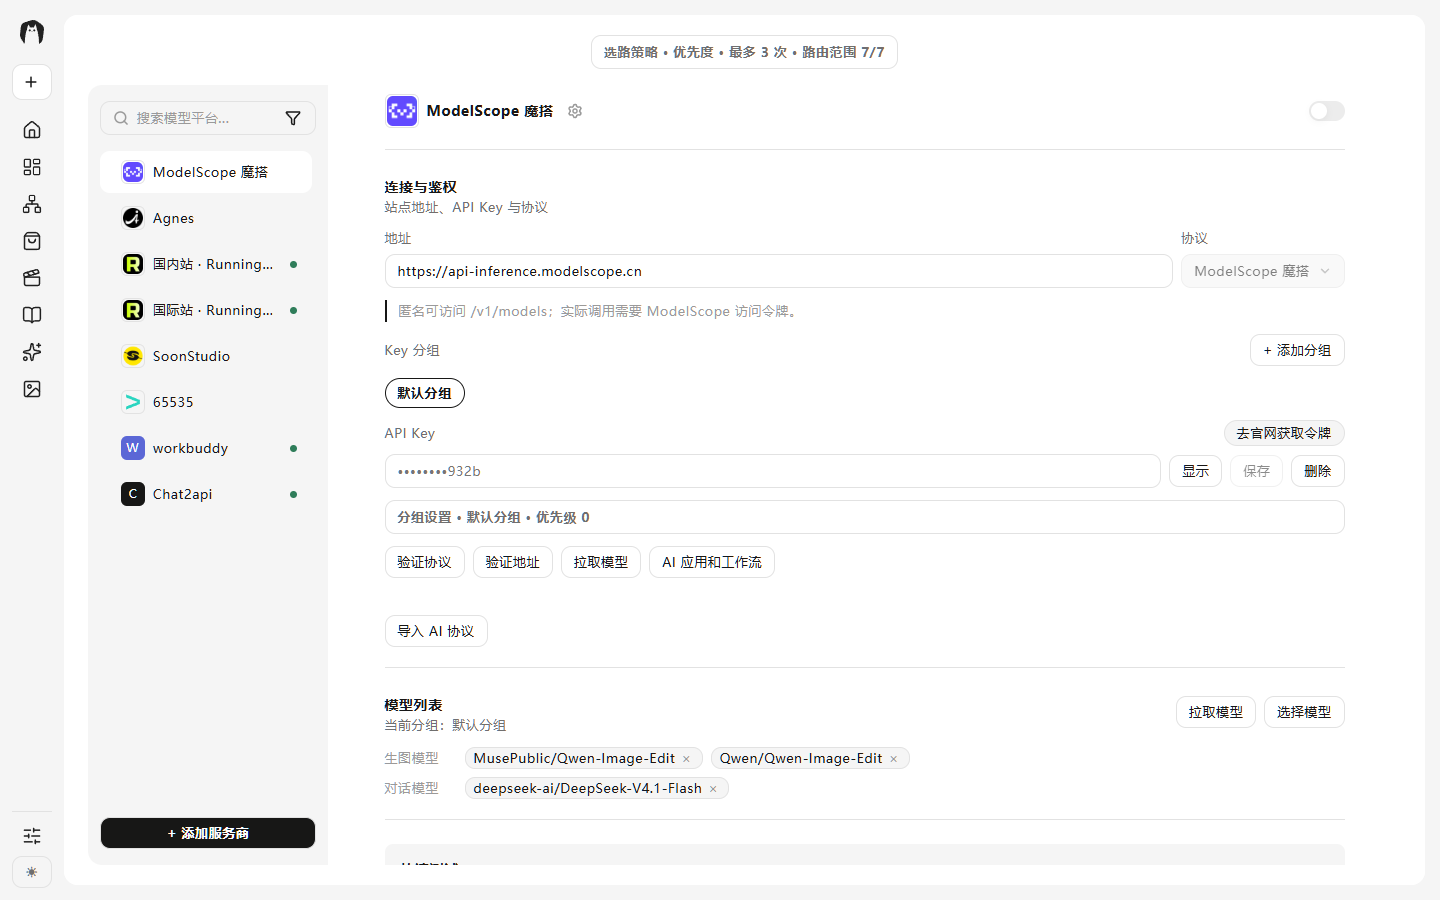 选路策略 • 优先度 • 最多 3 次 • 路由范围 7/7
搜索模型平台...
ModelScope 魔搭
Agnes
国内站 · Running...
国际站 · Running...
SoonStudio
65535
W workbuddy
C Chat2api
+ 添加服务商
ModelScope 魔搭
连接与鉴权
站点地址、API Key 与协议
地址
协议
https://api-inference.modelscope.cn
ModelScope 魔搭
匿名可访问 /v1/models；实际调用需要 ModelScope 访问令牌。
Key 分组
+ 添加分组
默认分组
API Key
去官网获取令牌
••••••••932b
显示
保存
删除
分组设置 • 默认分组 • 优先级 0
验证协议
验证地址
拉取模型
AI 应用和工作流
导入 AI 协议
模型列表
当前分组：默认分组
拉取模型
选择模型
生图模型
MusePublic/Qwen-Image-Edit ×
Qwen/Qwen-Image-Edit ×
对话模型
deepseek-ai/DeepSeek-V4.1-Flash ×